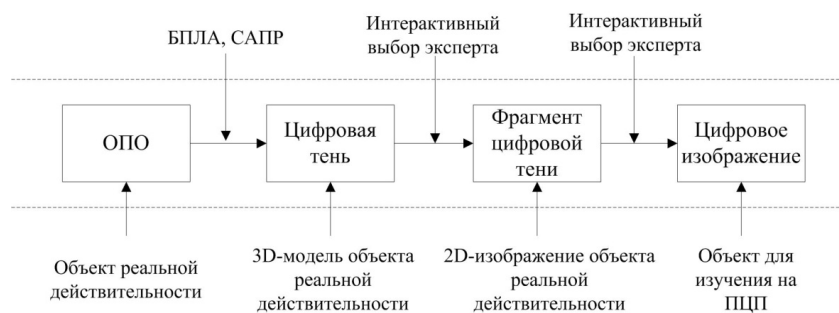 БПЛА, САПР
Интерактивный
выбор эксперта
Интерактивный
выбор эксперта
ОПО
Цифровая
тень
Фрагмент
цифровой
тени
Цифровое
изображение
Объект реальной
действительности
3D-модель объекта
реальной
действительности
2D-изображение объекта
реальной
действительности
Объект для
изучения на
ПЦП